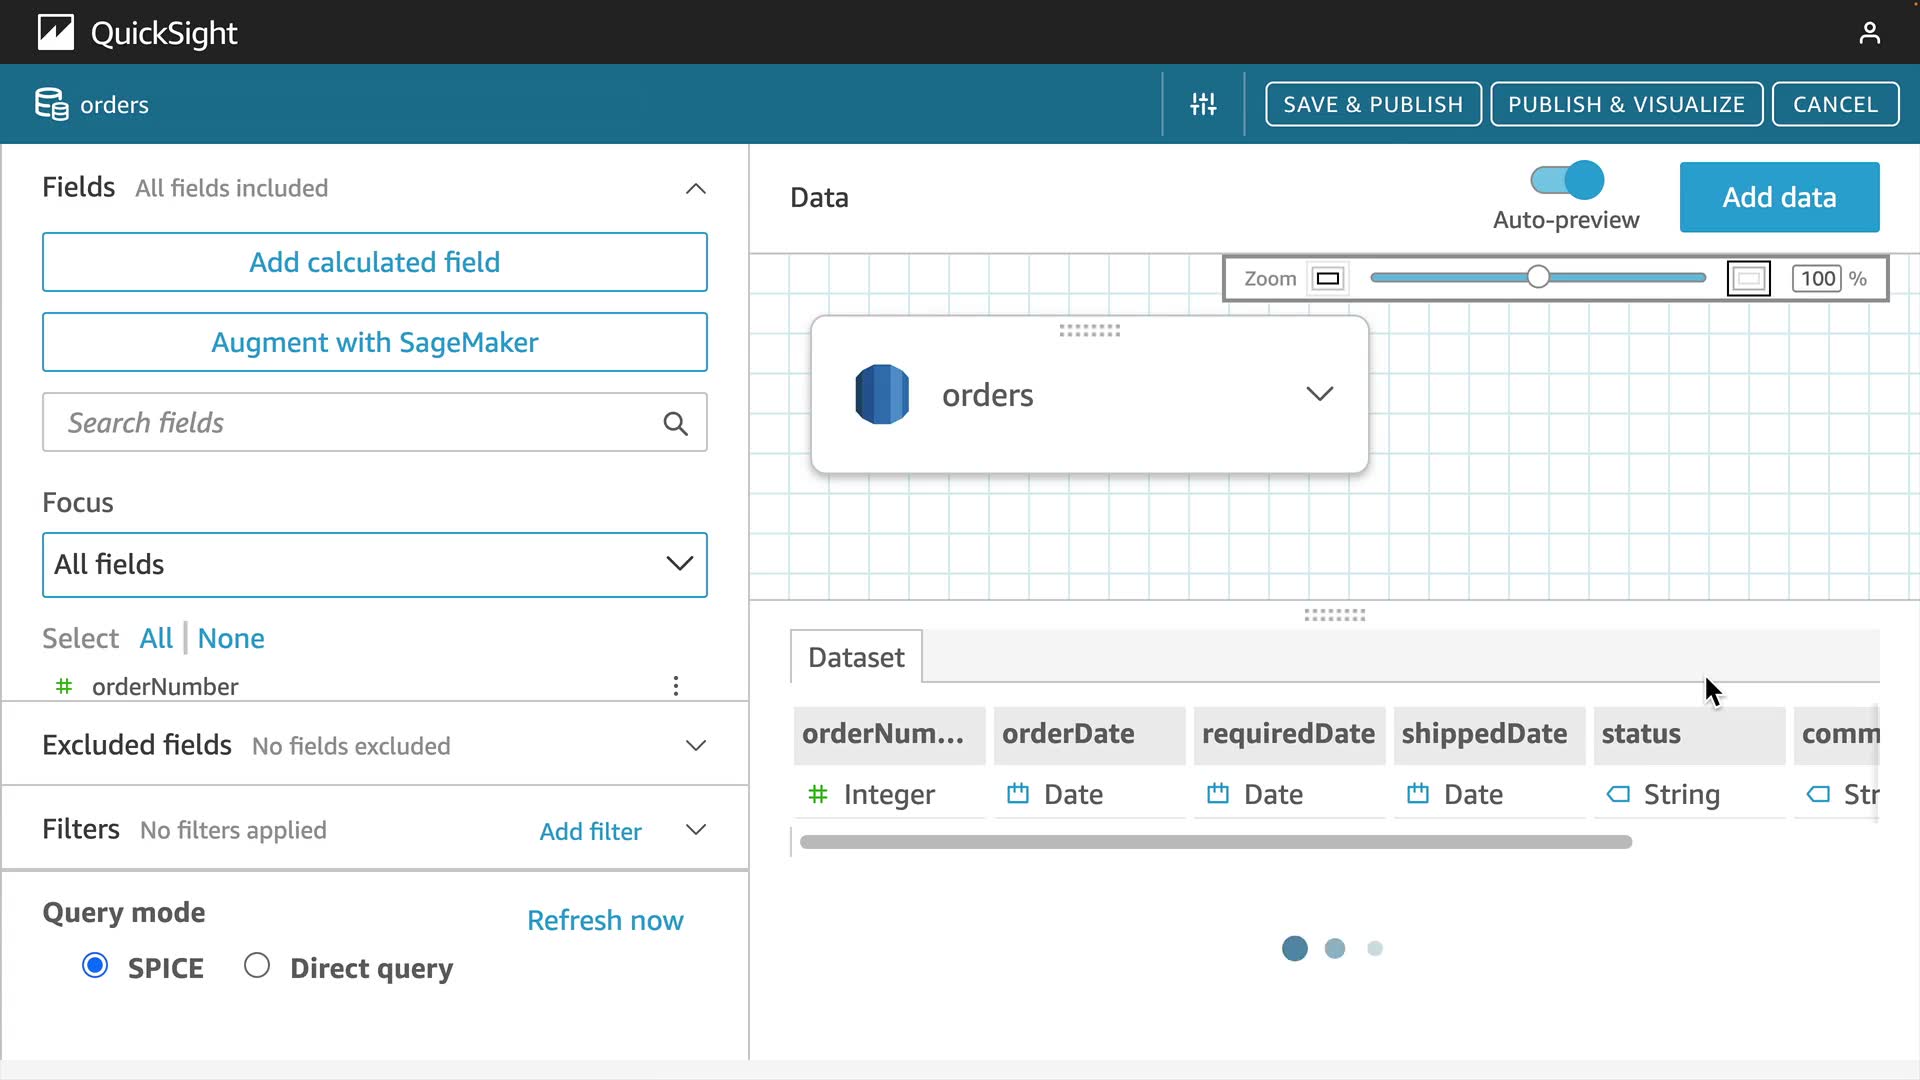 QuickSight
orders
SAVE & PUBLISH
PUBLISH & VISUALIZE
CANCEL
Fields All fields included
Add calculated field
Augment with SageMaker
Search fields
Focus
All fields
Select All None
orderNumber
Excluded fields No fields excluded
Filters No filters applied Add filter
Query mode Refresh now
SPICE Direct query
Data
Auto-preview
Add data
Zoom 100 %
orders
Dataset
orderNum... orderDate requiredDate shippedDate status comm
Integer Date Date Date String Str